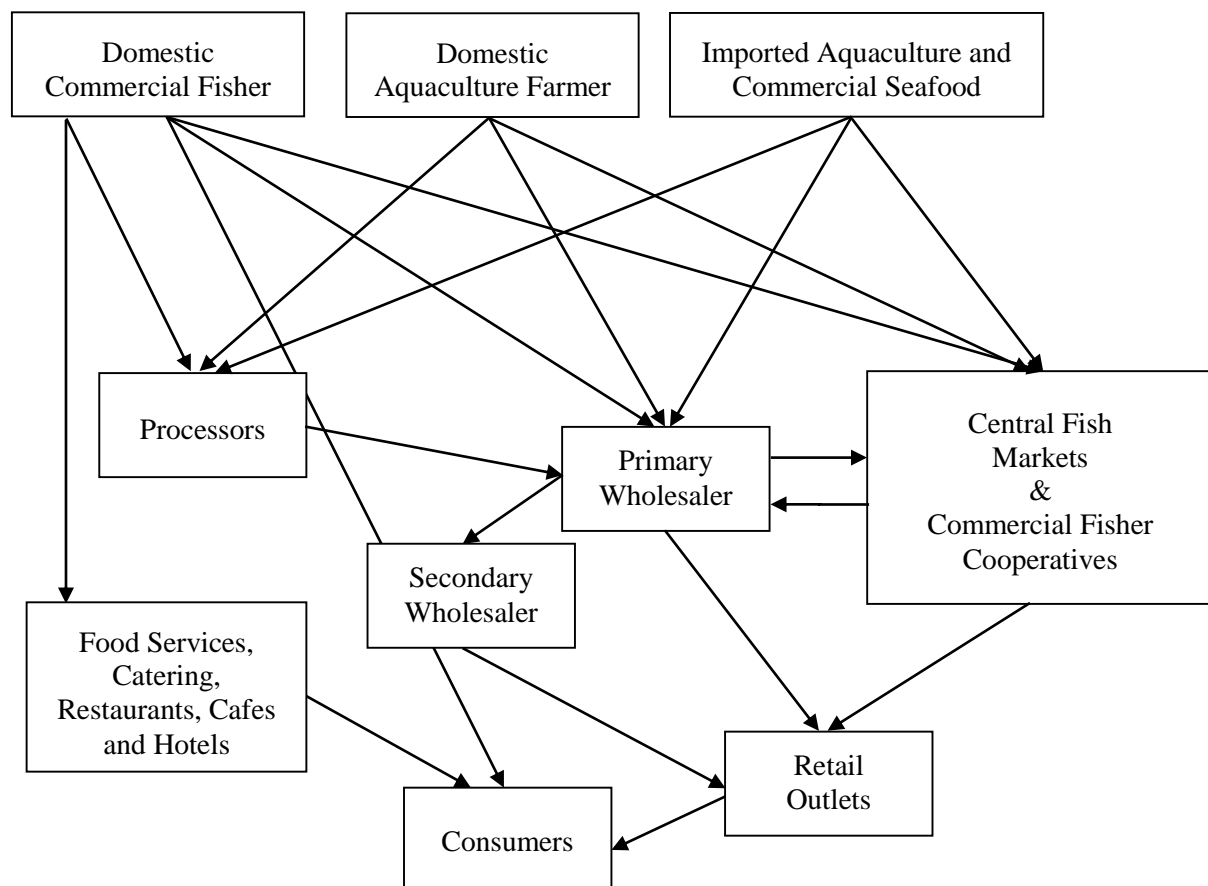 Domestic
Commercial Fisher
Domestic
Aquaculture Farmer
Imported Aquaculture and
Commercial Seafood
Processors
Primary
Wholesaler
Central Fish
Markets
&
Commercial Fisher
Cooperatives
Secondary
Wholesaler
Food Services,
Catering,
Restaurants, Cafes
and Hotels
Retail
Outlets
Consumers